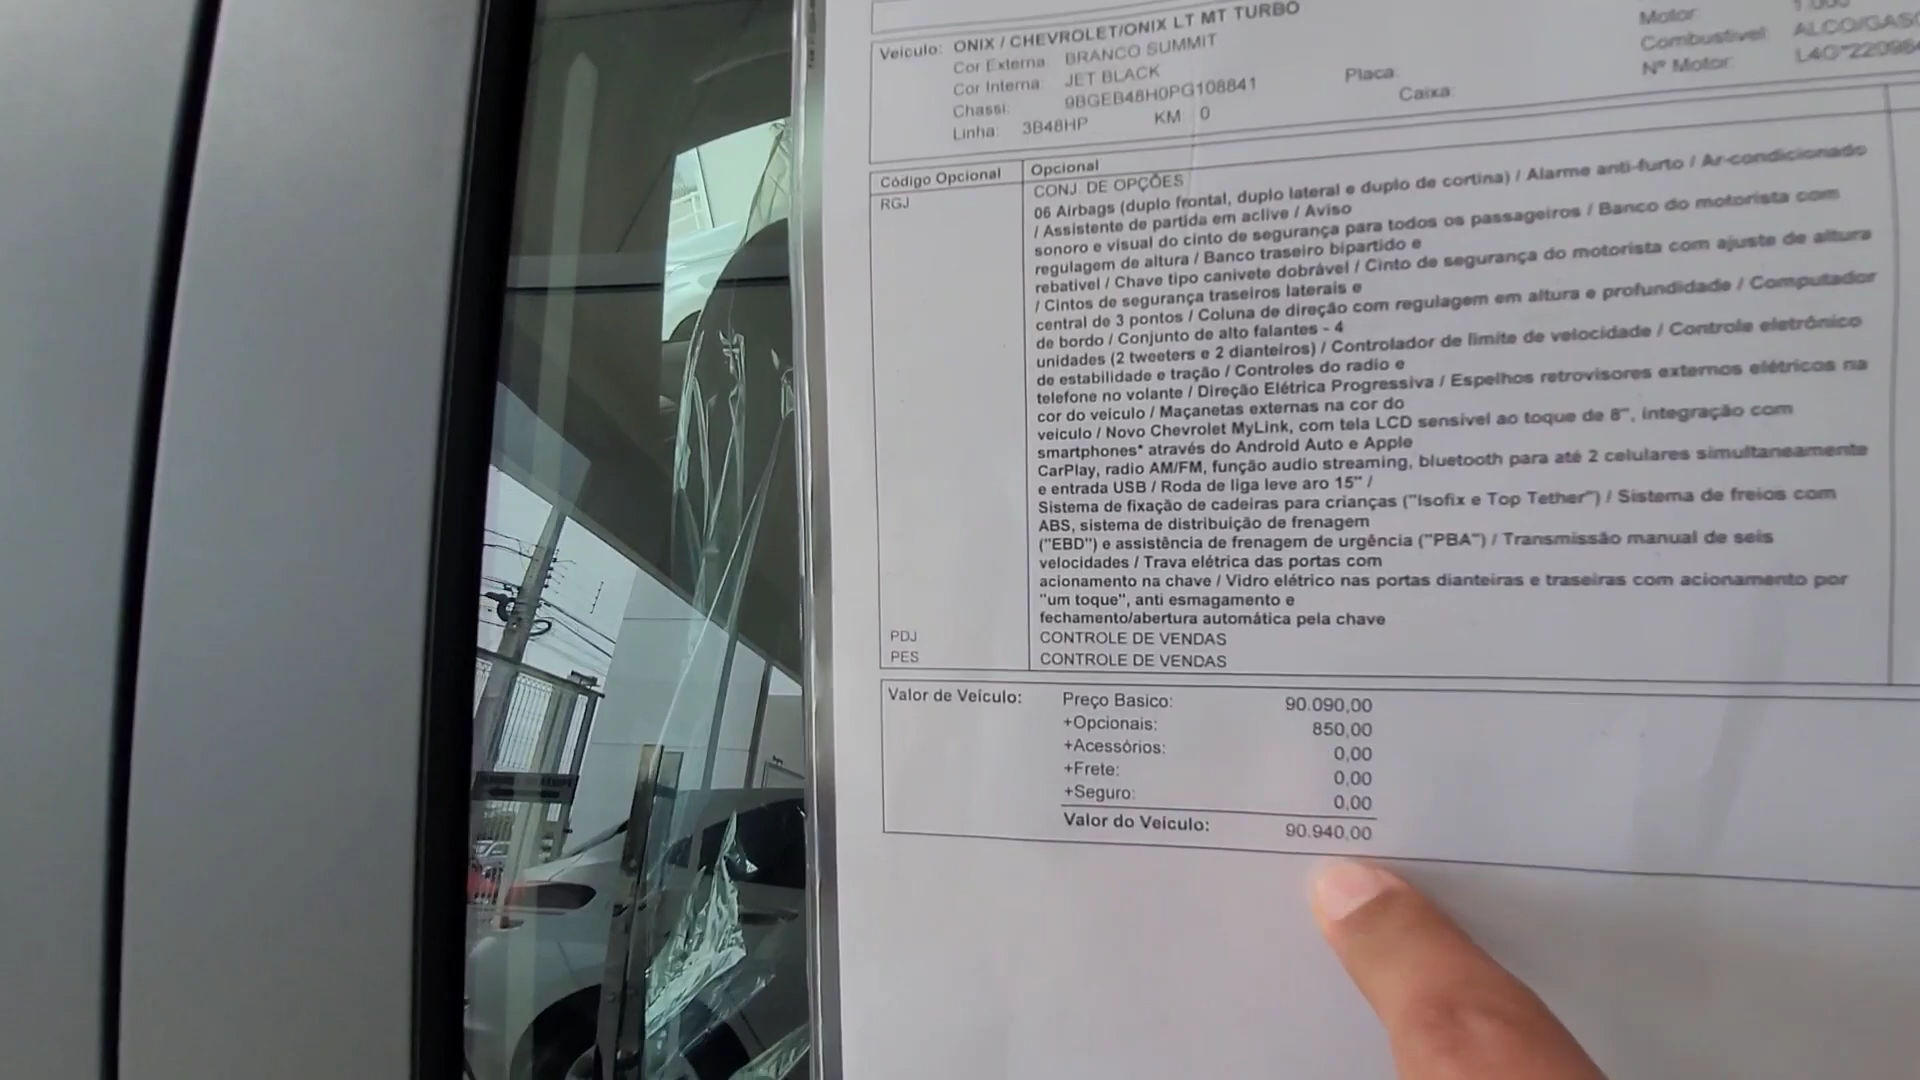 Veículo: ONIX / CHEVROLET/ONIX LT MT TURBO
Cor Externa: BRANCO SUMMIT
Cor Interna: JET BLACK
Chassi: 9BGEB48H0PG108841
Linha: 3B48HP KM: 0
Placa:
Caixa:
Motor: 1.000
Combustivel: ALCO/GASO
Nº Motor: L4G*22098
Código Opcional Opcional
RGJ CONJ. DE OPÇÕES
06 Airbags (duplo frontal, duplo lateral e duplo de cortina) / Alarme anti-furto / Ar-condicionado
/ Assistente de partida em aclive / Aviso
sonoro e visual do cinto de segurança para todos os passageiros / Banco do motorista com
regulagem de altura / Banco traseiro bipartido e
rebativel / Chave tipo canivete dobrável / Cinto de segurança do motorista com ajuste de altura
/ Cintos de segurança traseiros laterais e
central de 3 pontos / Coluna de direção com regulagem em altura e profundidade / Computador
de bordo / Conjunto de alto falantes - 4
unidades (2 tweeters e 2 dianteiros) / Controlador de limite de velocidade / Controle eletrônico
de estabilidade e tração / Controles do radio e
telefone no volante / Direção Elétrica Progressiva / Espelhos retrovisores externos elétricos na
cor do veículo / Maçanetas externas na cor do
veiculo / Novo Chevrolet MyLink, com tela LCD sensivel ao toque de 8", integração com
smartphones* através do Android Auto e Apple
CarPlay, radio AM/FM, função audio streaming, bluetooth para até 2 celulares simultaneamente
e entrada USB / Roda de liga leve aro 15" /
Sistema de fixação de cadeiras para crianças ("Isofix e Top Tether") / Sistema de freios com
ABS, sistema de distribuição de frenagem
("EBD") e assistência de frenagem de urgência ("PBA") / Transmissão manual de seis
velocidades / Trava elétrica das portas com
acionamento na chave / Vidro elétrico nas portas dianteiras e traseiras com acionamento por
"um toque", anti esmagamento e
fechamento/abertura automática pela chave
PDJ CONTROLE DE VENDAS
PES CONTROLE DE VENDAS
Valor de Veículo: Preço Basico: 90.090,00
+Opcionais: 850,00
+Acessórios: 0,00
+Frete: 0,00
+Seguro: 0,00
Valor do Veículo: 90.940,00